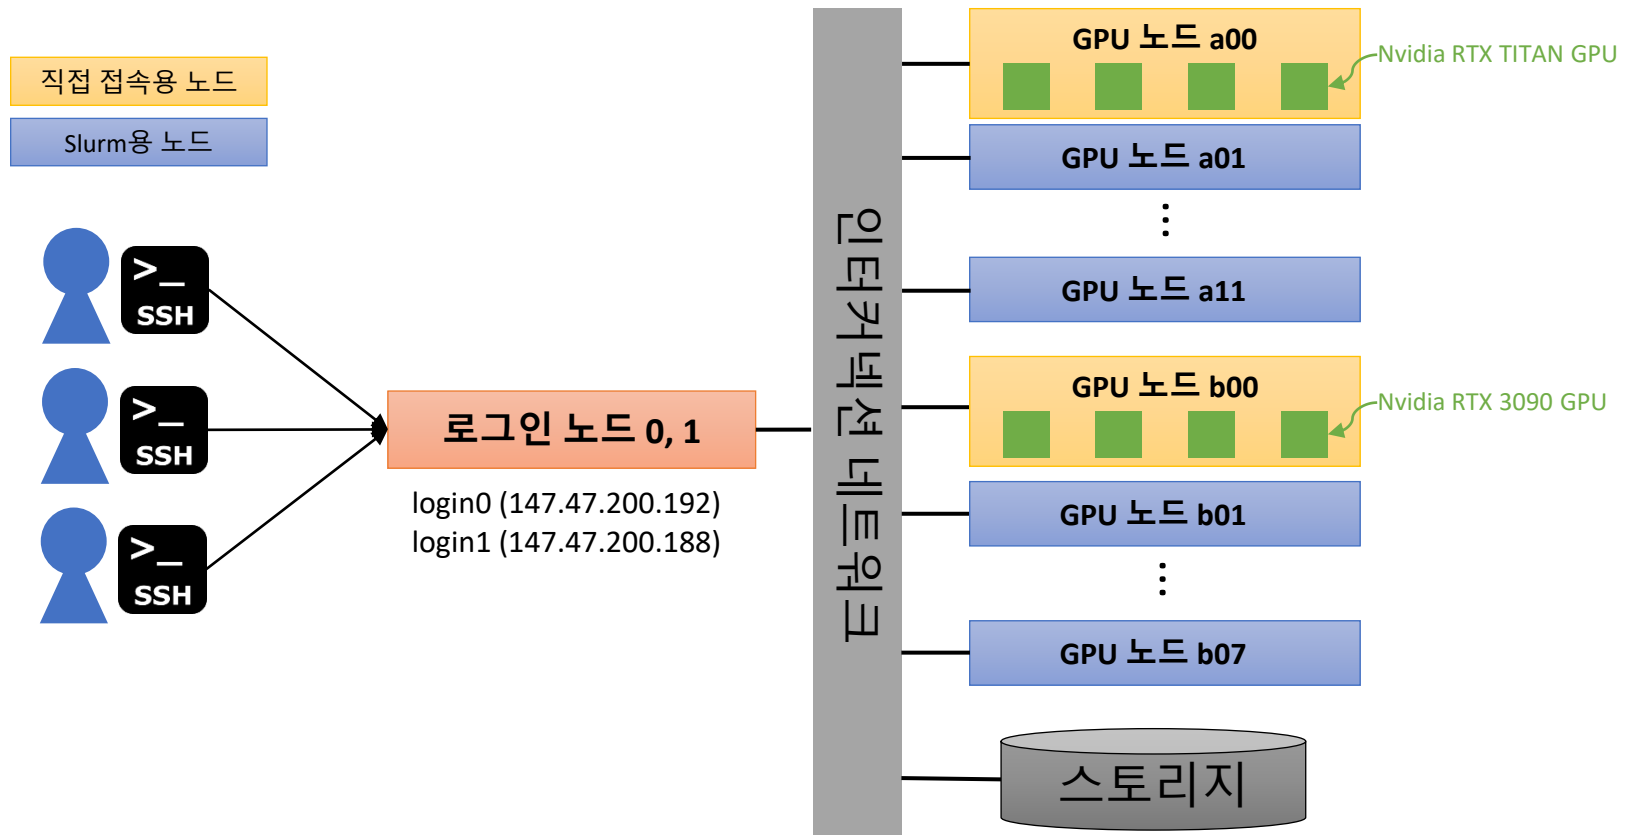 직접 접속용 노드
Slurm용 노드
>_
SSH
>_
SSH
>_
SSH
로그인 노드 0, 1
login0 (147.47.200.192)
login1 (147.47.200.188)
인터커넥션 네트워크
GPU 노드 a00
Nvidia RTX TITAN GPU
GPU 노드 a01
...
GPU 노드 a11
GPU 노드 b00
Nvidia RTX 3090 GPU
GPU 노드 b01
...
GPU 노드 b07
스토리지